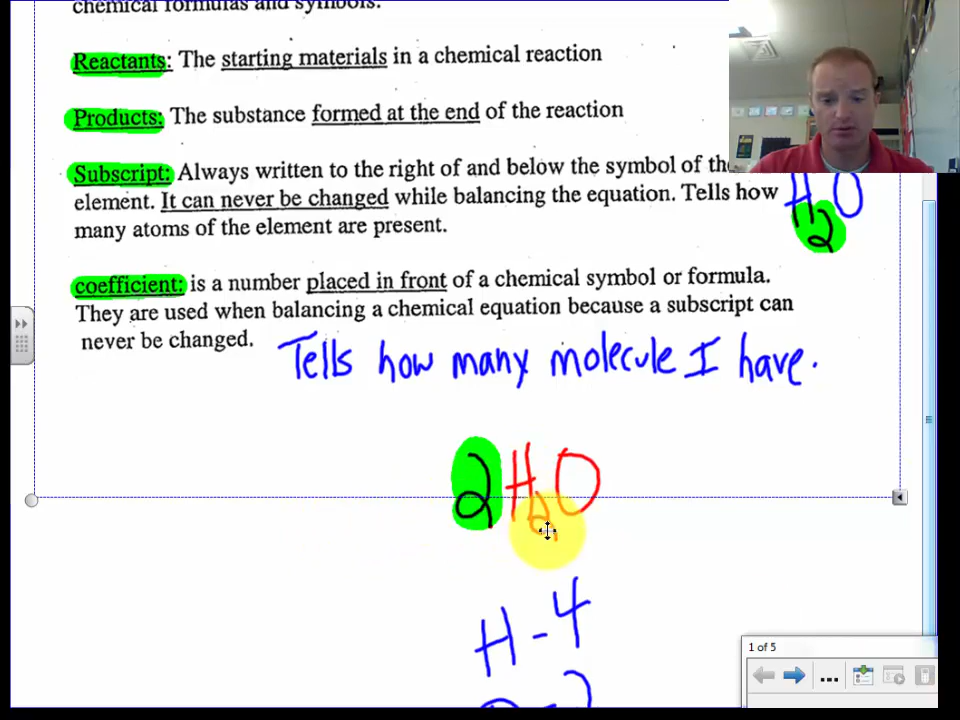 chemical formulas and symbols.
Reactants: The starting materials in a chemical reaction
Products: The substance formed at the end of the reaction
Subscript: Always written to the right of and below the symbol of the
element. It can never be changed while balancing the equation. Tells how
many atoms of the element are present.
H2O
coefficient: is a number placed in front of a chemical symbol or formula.
They are used when balancing a chemical equation because a subscript can
never be changed.
Tells how many molecule I have.
2H2O
H-4
1 of 5
...